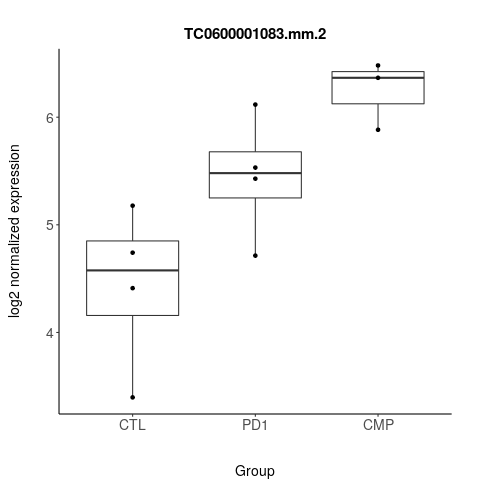 TC0600001083.mm.2
log2 normalized expression
6
5
4
CTL
PD1
CMP
Group